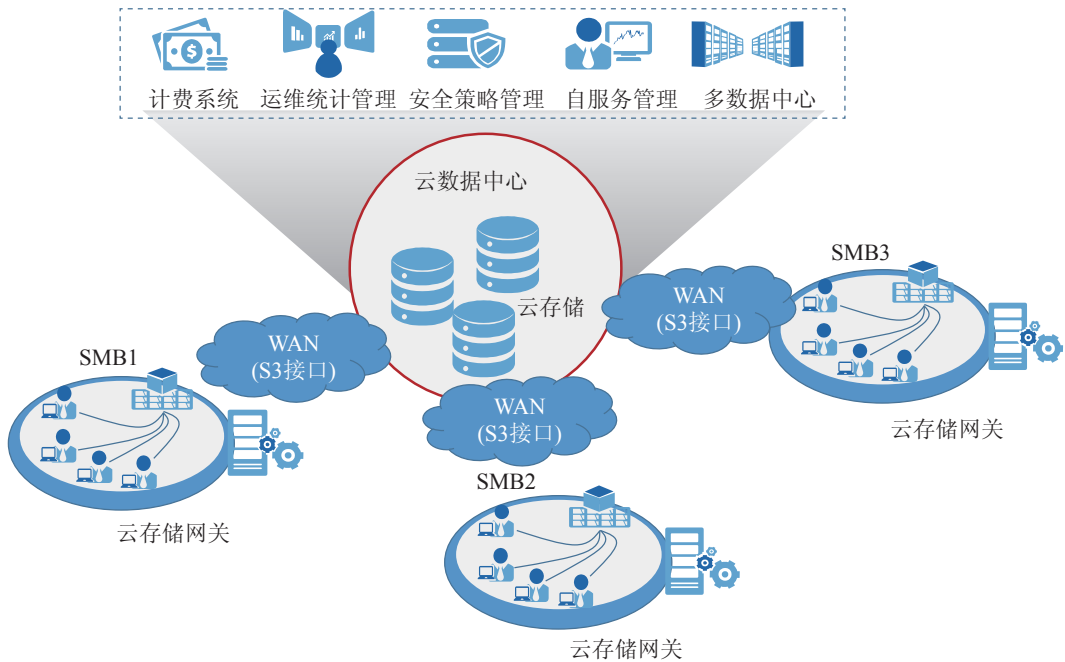 计费系统
运维统计管理
安全策略管理
自服务管理
多数据中心
云数据中心
云存储
SMB3
WAN
(S3接口)
云存储网关
WAN
(S3接口)
SMB1
云存储网关
WAN
(S3接口)
SMB2
云存储网关